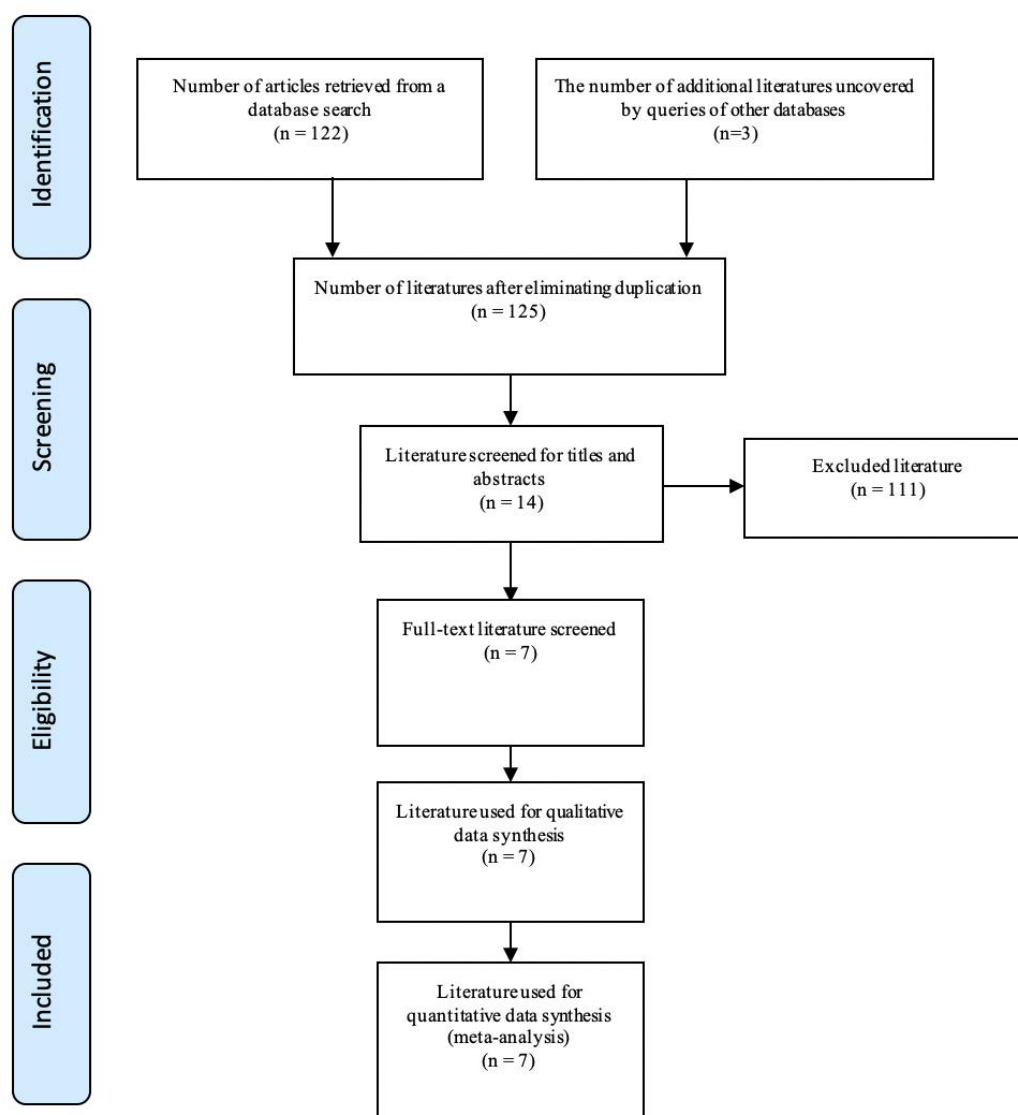 Identification
Number of articles retrieved from a
database search
(n = 122)
The number of additional literatures uncovered
by queries of other databases
(n=3)
Number of literatures after eliminating duplication
(n = 125)
Screening
Literature screened for titles and
abstracts
(n = 14)
Excluded literature
(n = 111)
Eligibility
Full-text literature screened
(n = 7)
Literature used for qualitative
data synthesis
(n = 7)
Included
Literature used for
quantitative data synthesis
(meta-analysis)
(n = 7)